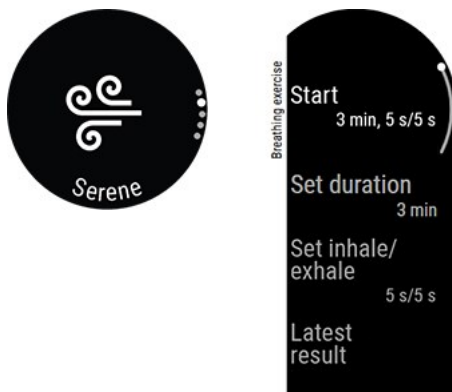 Serene
Breathing exercise
Start
3 min, 5 s/5 s
Set duration
3 min
Set inhale/
exhale
5 s/5 s
Latest
result